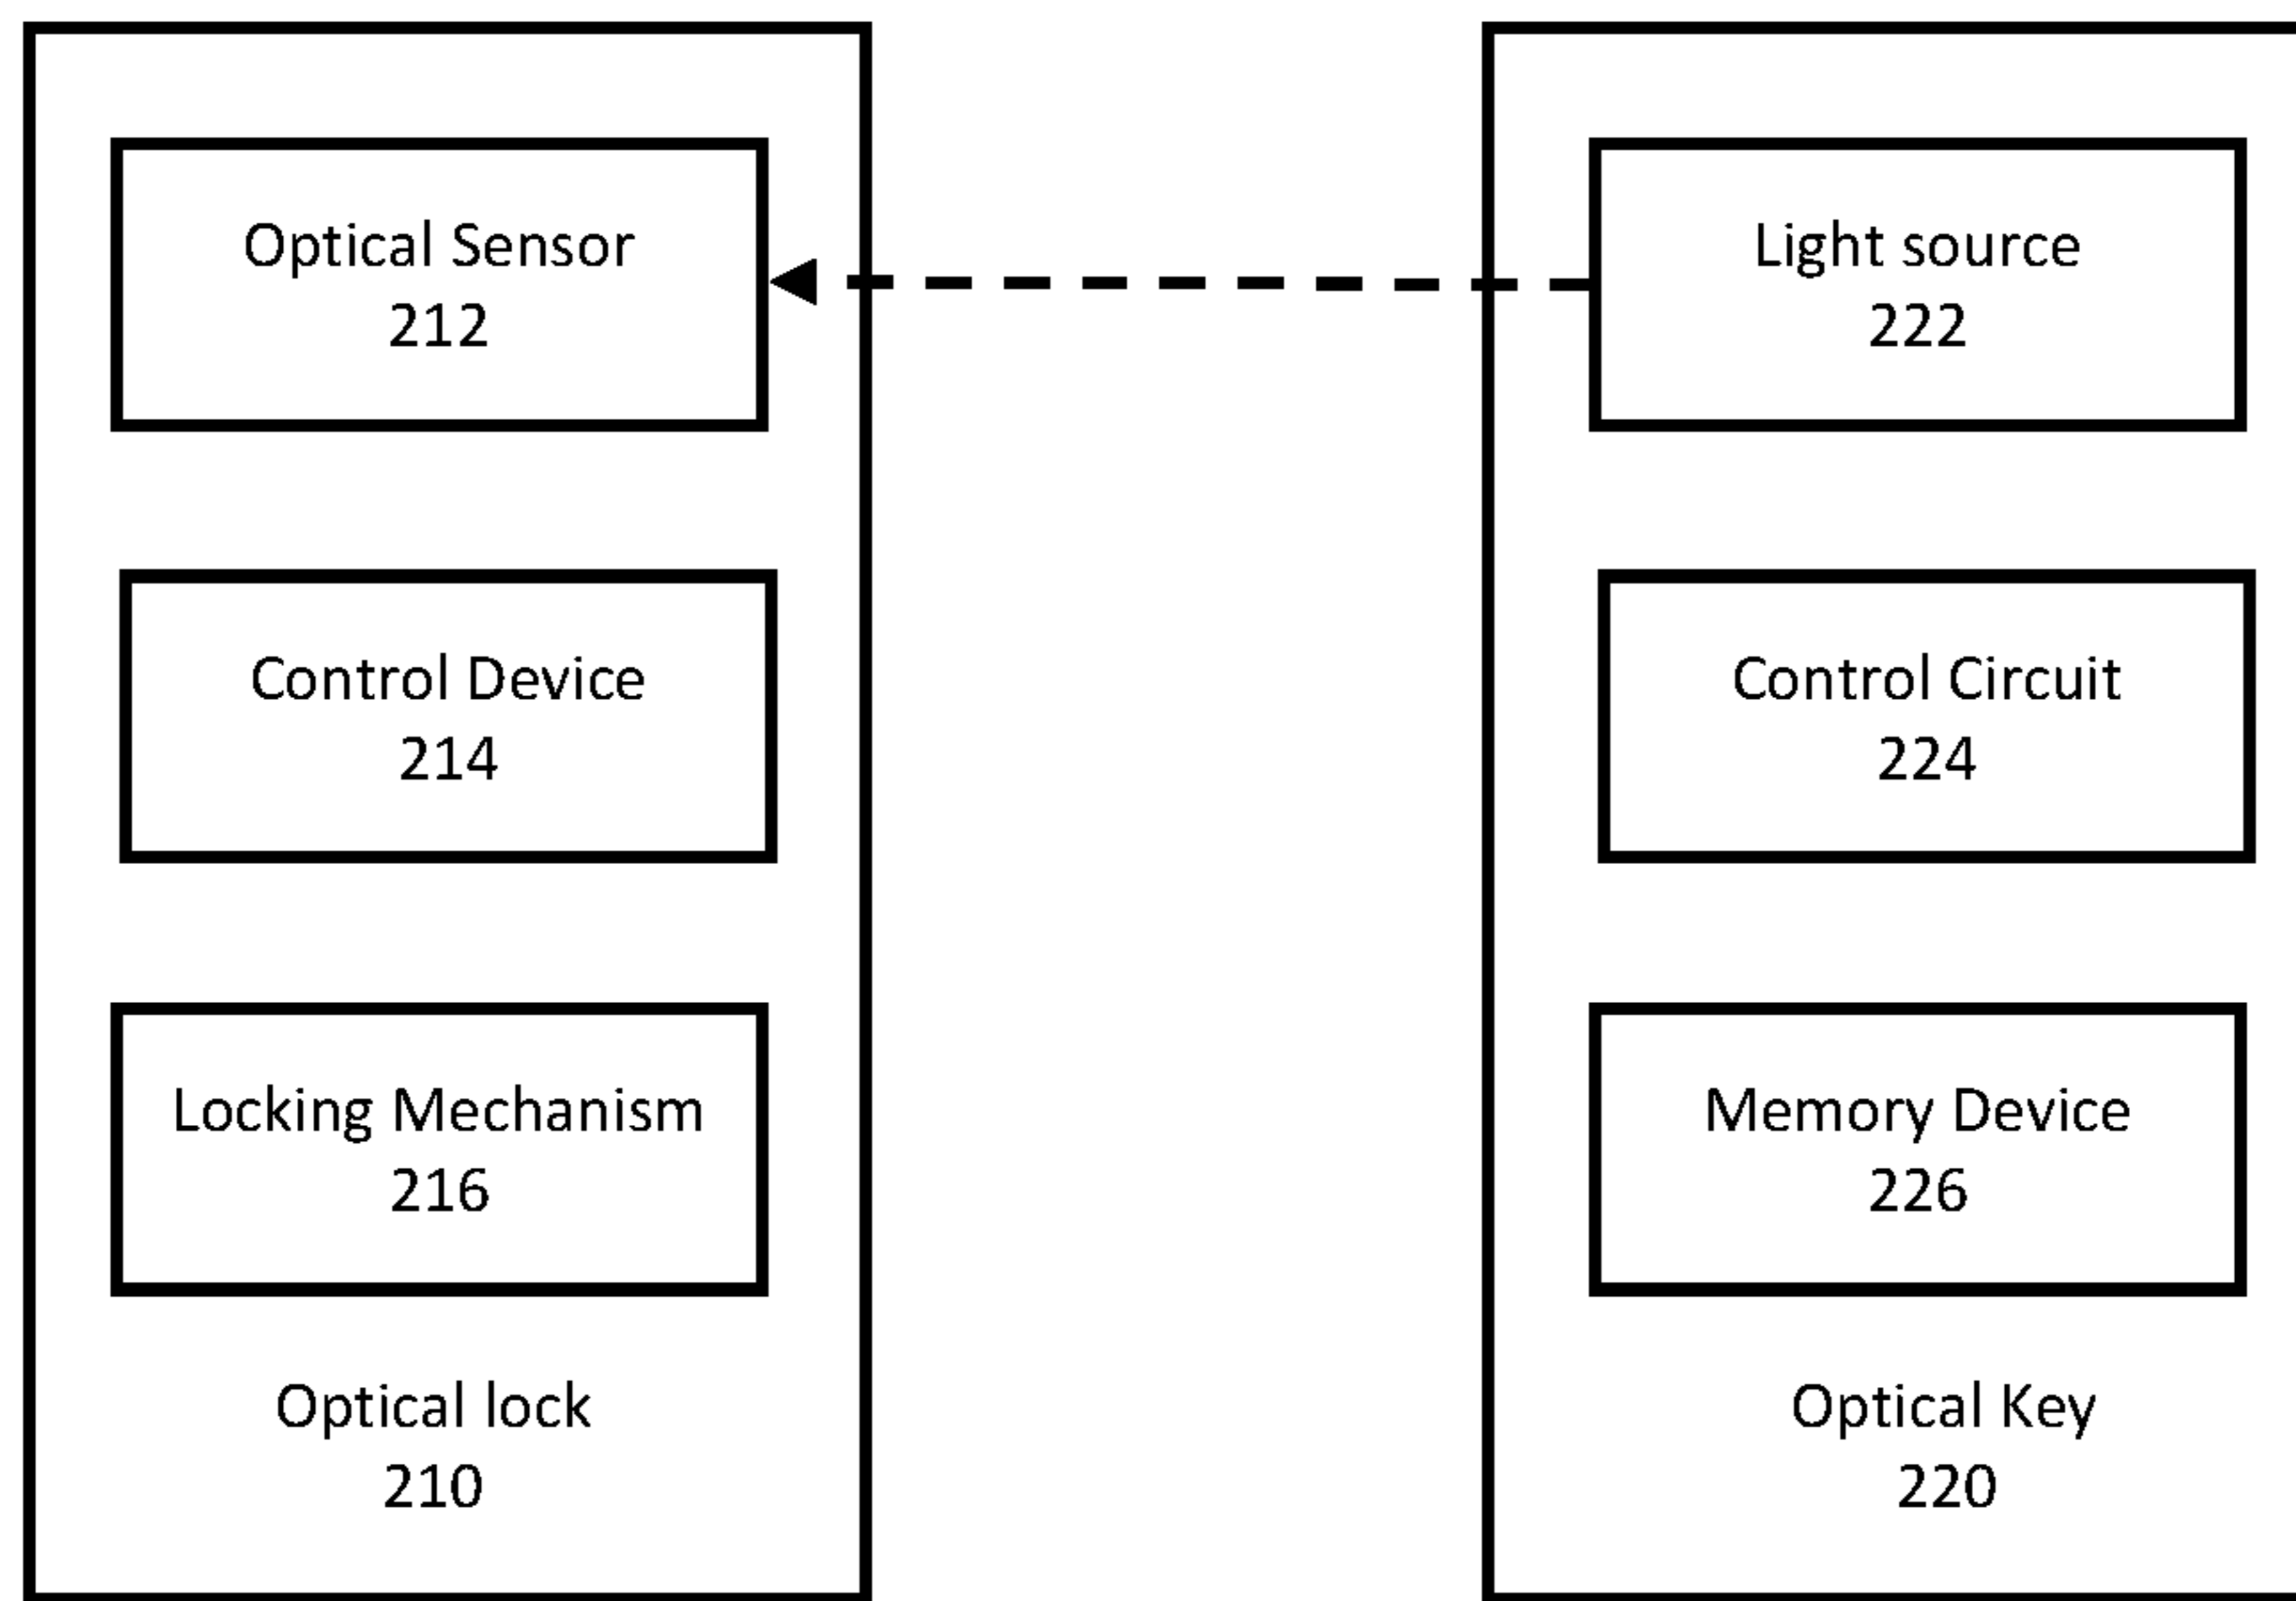 Optical Sensor
212
Control Device
214
Locking Mechanism
216
Optical lock
210
Light source
222
Control Circuit
224
Memory Device
226
Optical Key
220